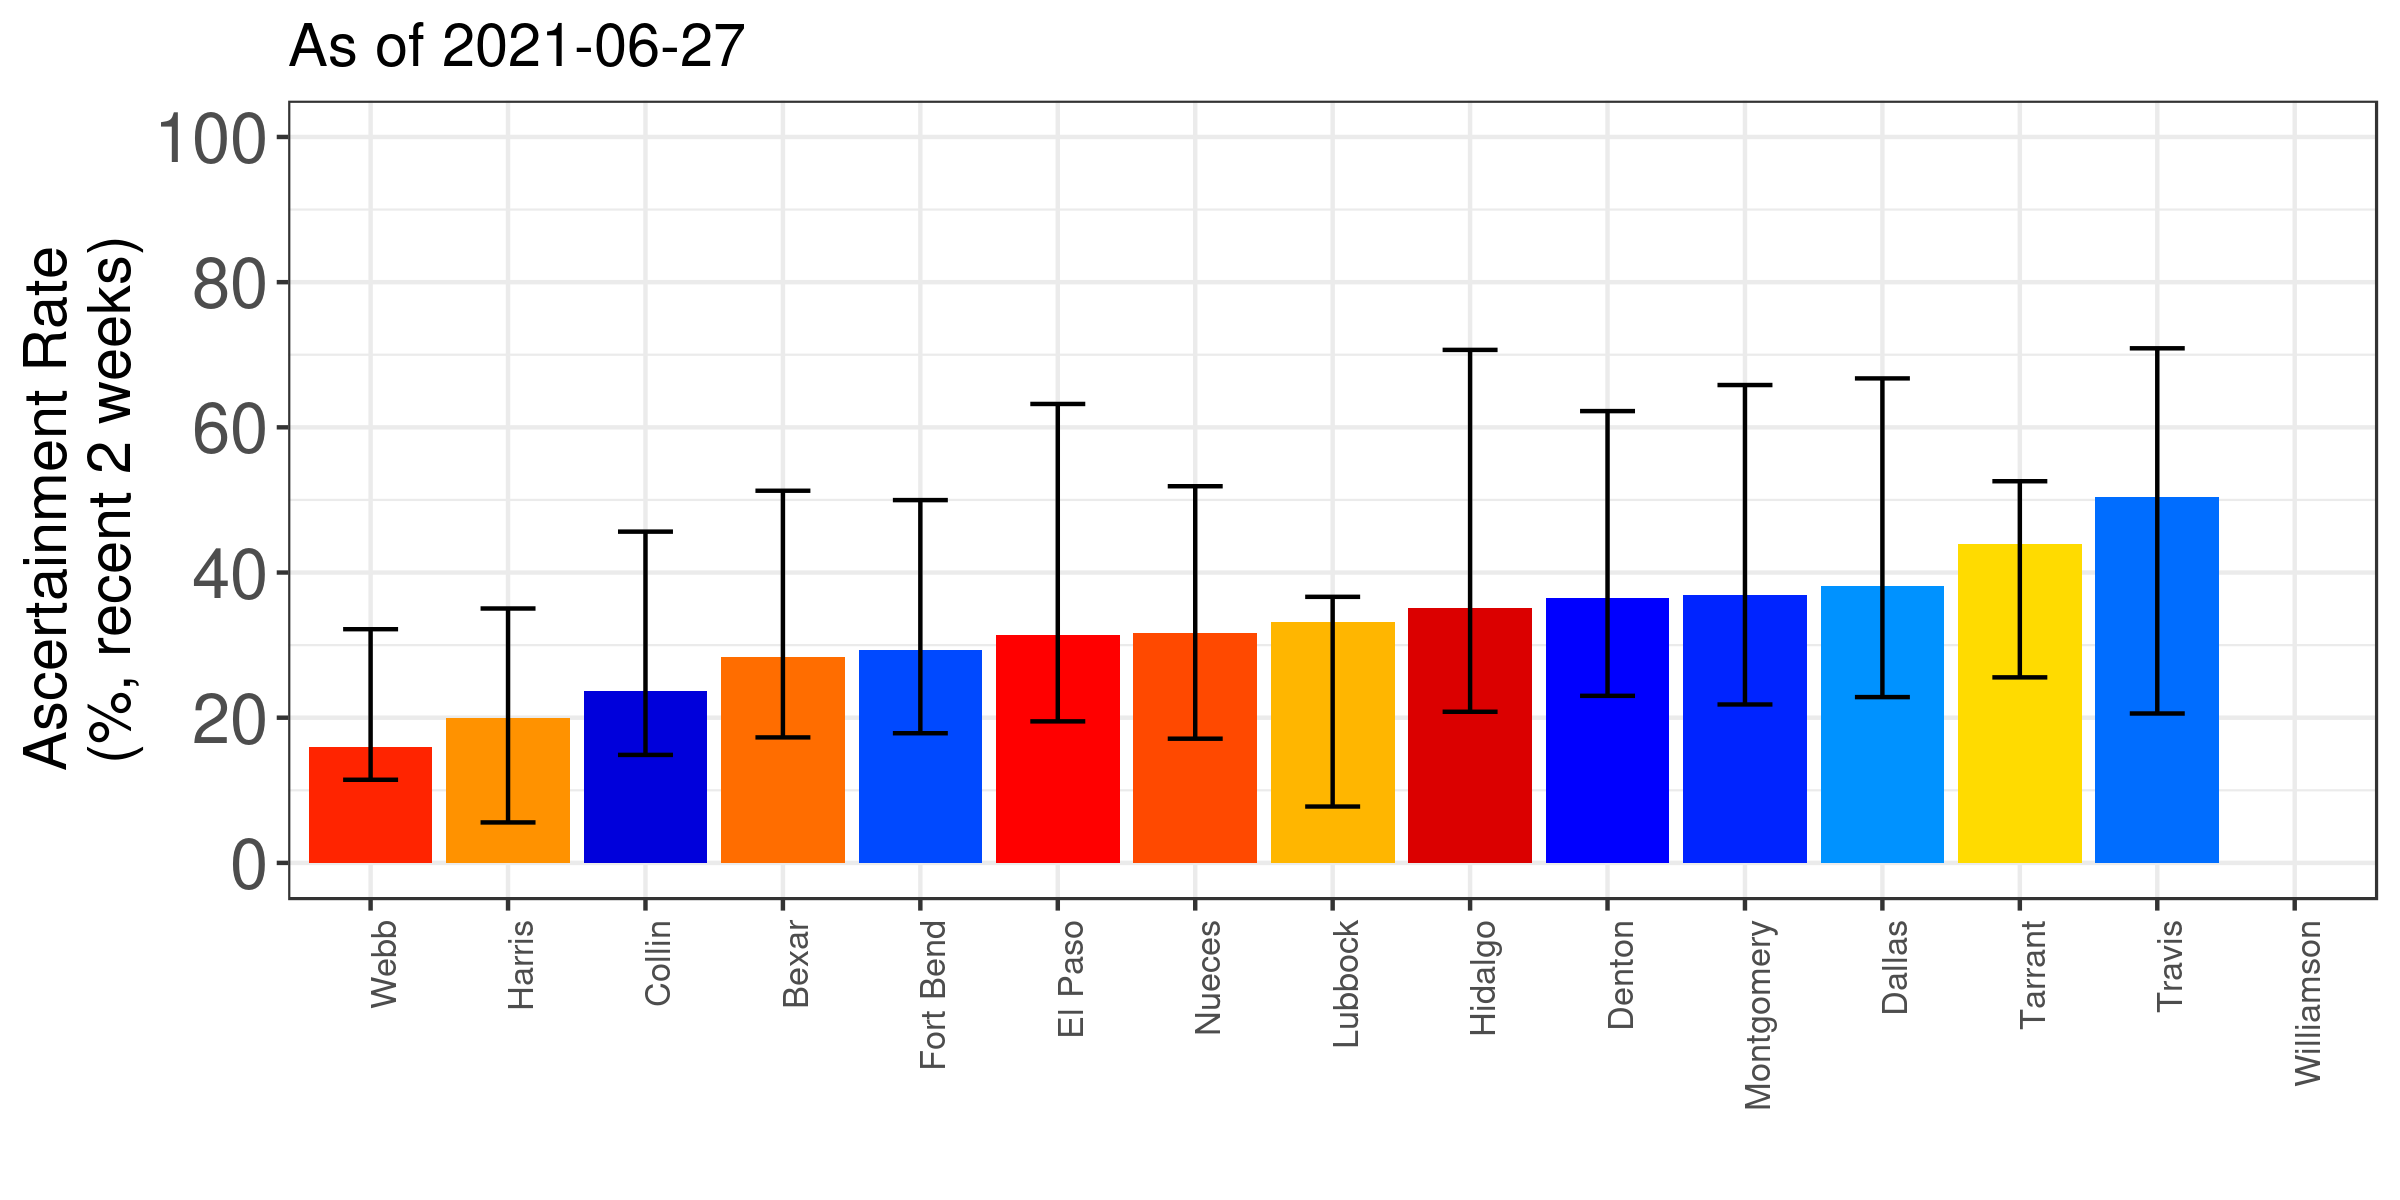 As of 2021-06-27
Ascertainment Rate
(%, recent 2 weeks)
100
80
60
40
20
0
Webb
Harris
Collin
Bexar
Fort Bend
El Paso
Nueces
Lubbock
Hidalgo
Denton
Montgomery
Dallas
Tarrant
Travis
Williamson